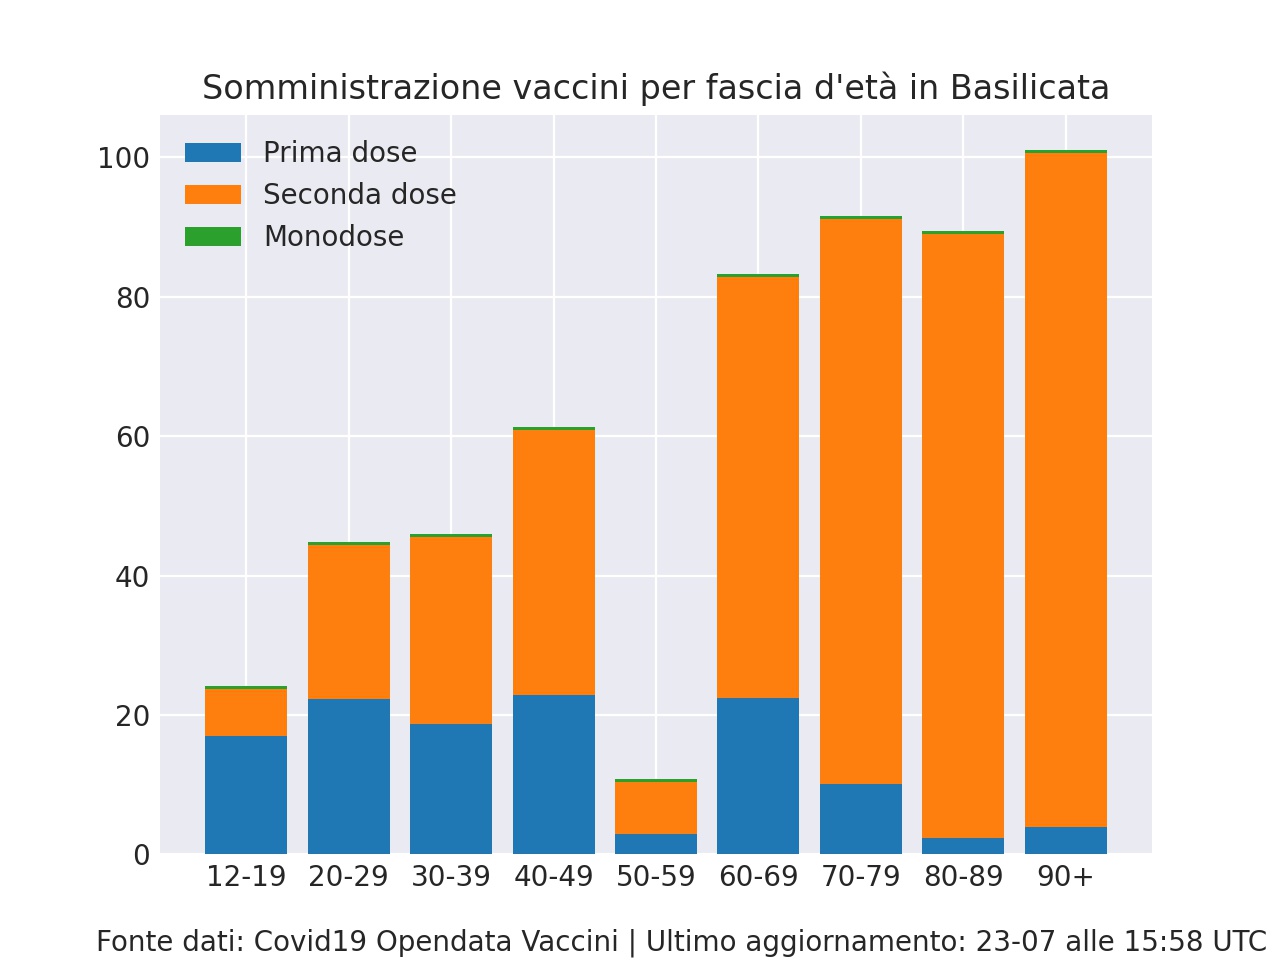 Somministrazione vaccini per fascia d'età in Basilicata
Prima dose
Seconda dose
Monodose
100
80
60
40
20
0
12-19 20-29 30-39 40-49 50-59 60-69 70-79 80-89 90+
Fonte dati: Covid19 Opendata Vaccini | Ultimo aggiornamento: 23-07 alle 15:58 UTC